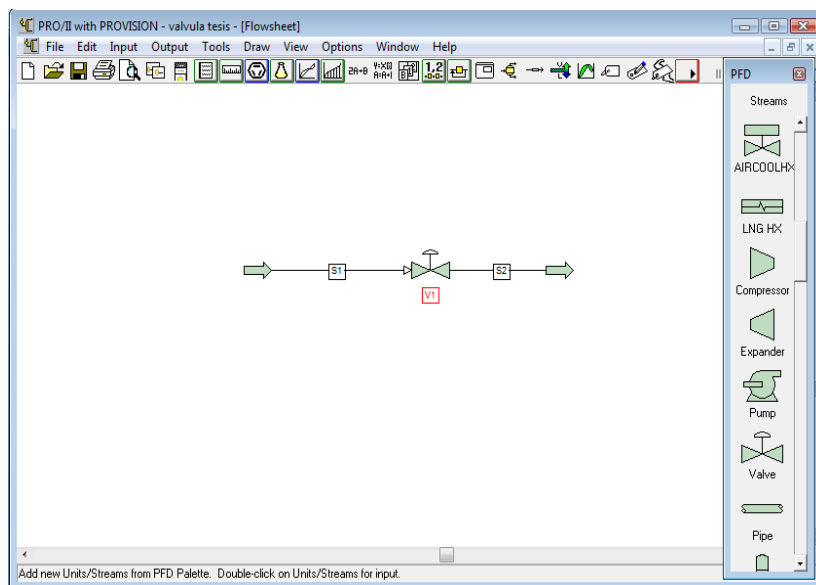 PRO/II with PROVISION - valvula tesis - [Flowsheet]
File Edit Input Output Tools Draw View Options Window Help
PFD
Streams
AIRCOOLHX
LNG HX
Compressor
Expander
Pump
Valve
Pipe
S1
S2
V1
Add new Units/Streams from PFD Palette. Double-click on Units/Streams for input.